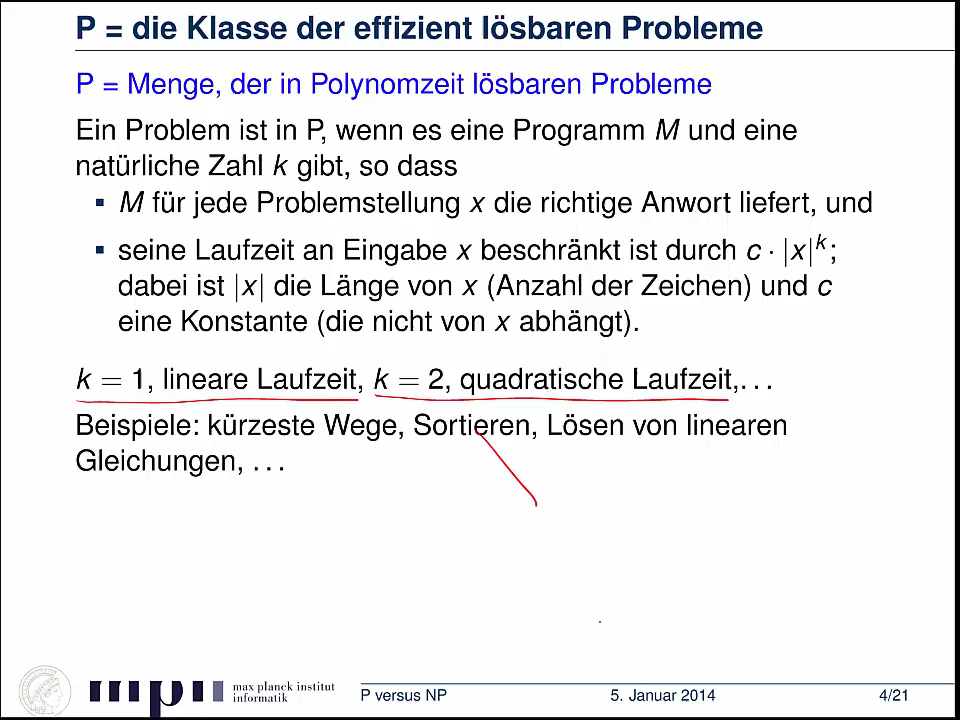 P = die Klasse der effizient lösbaren Probleme
P = Menge, der in Polynomzeit lösbaren Probleme
Ein Problem ist in P, wenn es eine Programm M und eine
natürliche Zahl k gibt, so dass
▪ M für jede Problemstellung x die richtige Anwort liefert, und
▪ seine Laufzeit an Eingabe x beschränkt ist durch c · |x|^k;
dabei ist |x| die Länge von x (Anzahl der Zeichen) und c
eine Konstante (die nicht von x abhängt).
k = 1, lineare Laufzeit, k = 2, quadratische Laufzeit,. . .
Beispiele: kürzeste Wege, Sortieren, Lösen von linearen
Gleichungen, . . .
max planck institut
informatik
P versus NP 5. Januar 2014 4/21